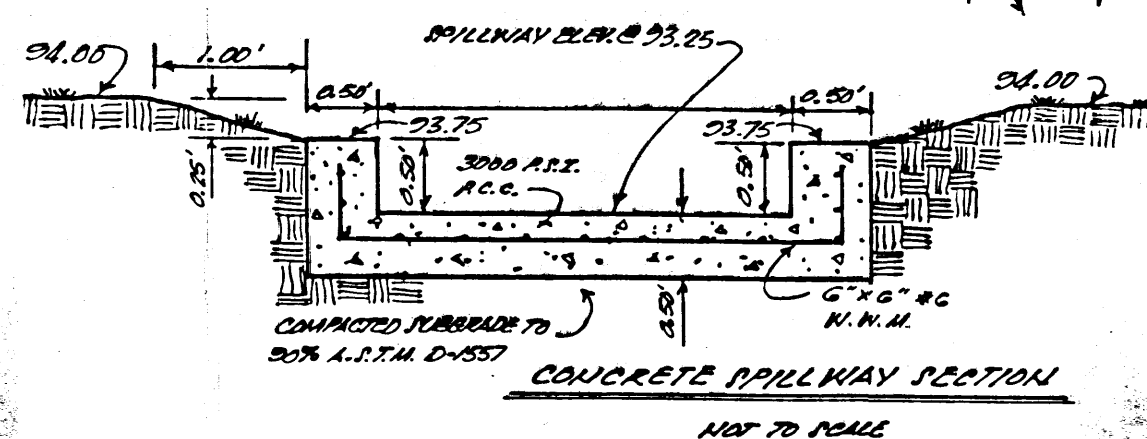 SPILLWAY ELEV. @ 93.25
94.00
1.00'
94.00
0.50'
0.50'
93.75
93.75
0.25'
0.50'
3000 P.S.I.
P.C.C.
0.50'
0.50'
6" x 6" #6
W.W.M.
COMPACTED SUBGRADE TO
90% A.S.T.M. D-1557
CONCRETE SPILLWAY SECTION
NOT TO SCALE